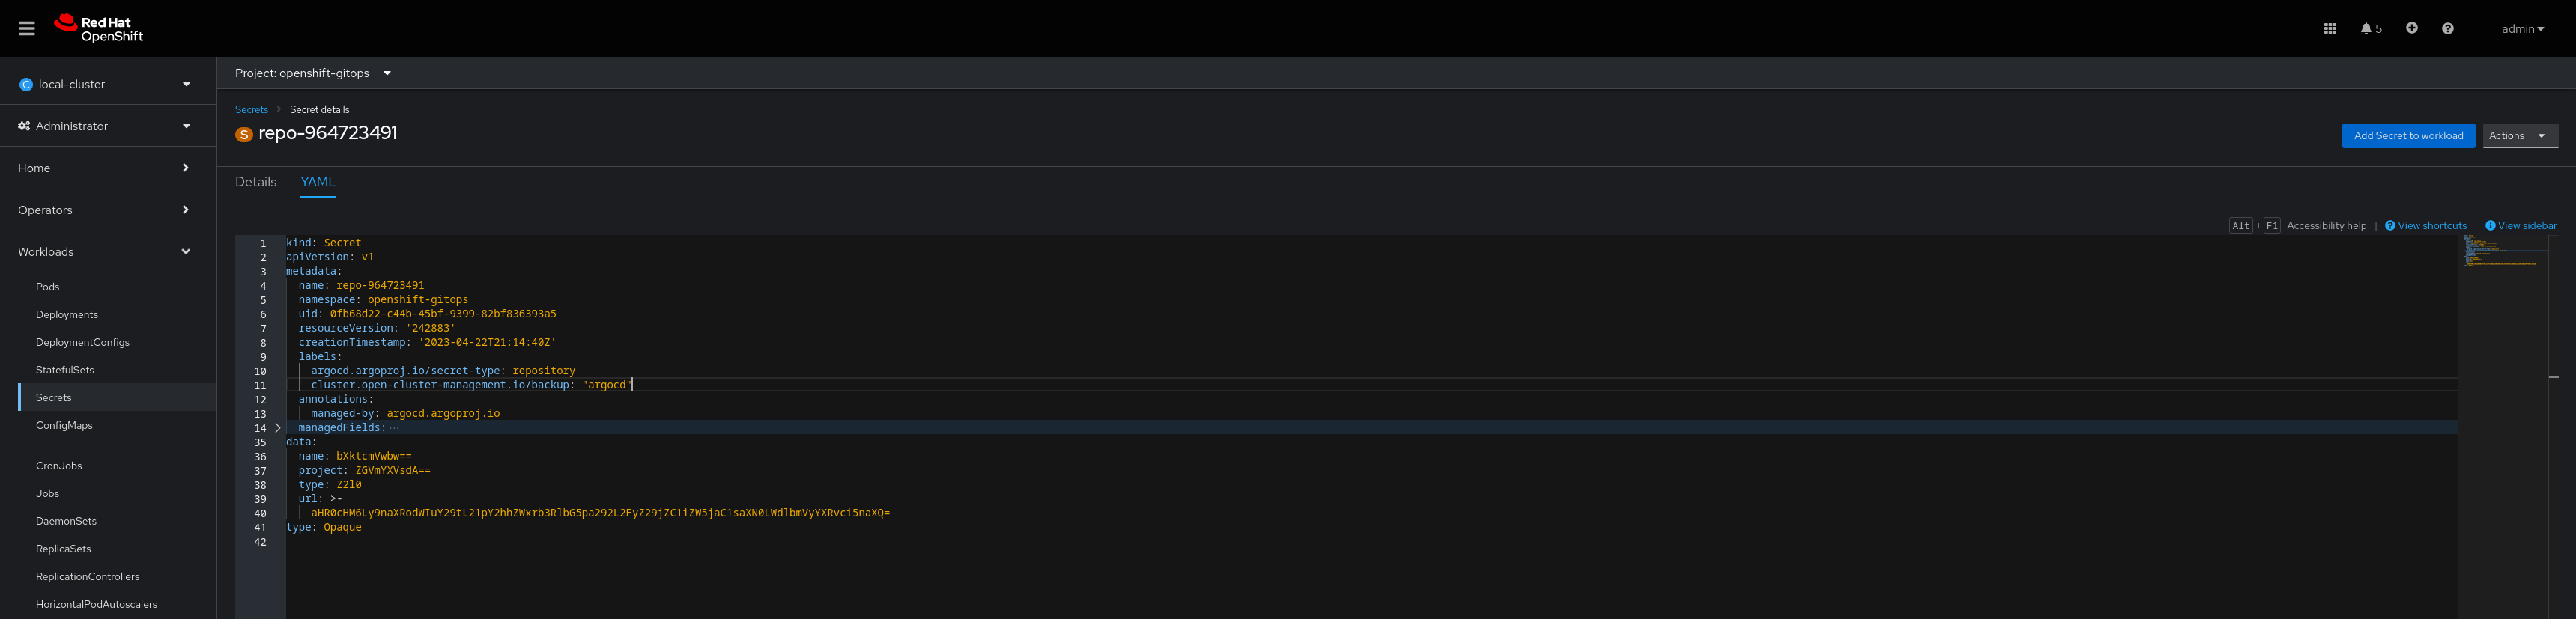 Red Hat
OpenShift
5
admin
local-cluster
Project: openshift-gitops
Secrets > Secret details
Administrator
S repo-964723491
Add Secret to workload
Actions
Home
Details
YAML
Operators
Alt + F1 Accessibility help | View shortcuts | View sidebar
Workloads
Pods
Deployments
DeploymentConfigs
StatefulSets
Secrets
ConfigMaps
CronJobs
Jobs
DaemonSets
ReplicaSets
ReplicationControllers
HorizontalPodAutoscalers
1 kind: Secret
2 apiVersion: v1
3 metadata:
4 name: repo-964723491
5 namespace: openshift-gitops
6 uid: 0fb68d22-c44b-45bf-9399-82bf836393a5
7 resourceVersion: '242883'
8 creationTimestamp: '2023-04-22T21:14:40Z'
9 labels:
10 argocd.argoproj.io/secret-type: repository
11 cluster.open-cluster-management.io/backup: "argocd"
12 annotations:
13 managed-by: argocd.argoproj.io
14 managedFields: ...
35 data:
36 name: bXktcmVwbw==
37 project: ZGVmYXVsdA==
38 type: Z2l0
39 url: >-
40 aHR0cHM6Ly9naXRodWIuY29tL21pY2hhZWxrb3RlbG5pa292L2FyZ29jZC1iZW5jaC1saXN0LWdlbmVyYXRvci5naXQ=
41 type: Opaque
42